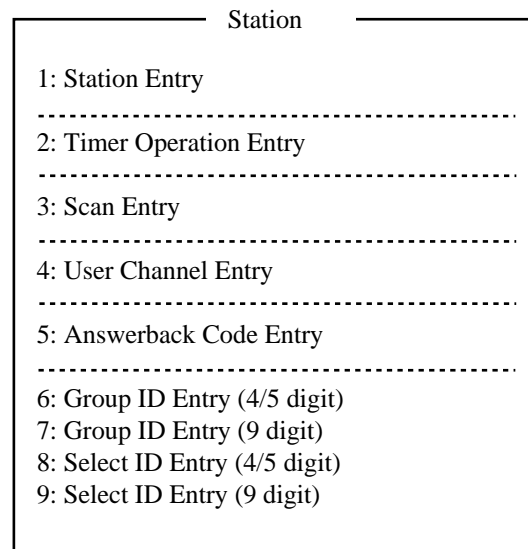 Station
1: Station Entry
2: Timer Operation Entry
3: Scan Entry
4: User Channel Entry
5: Answerback Code Entry
6: Group ID Entry (4/5 digit)
7: Group ID Entry (9 digit)
8: Select ID Entry (4/5 digit)
9: Select ID Entry (9 digit)